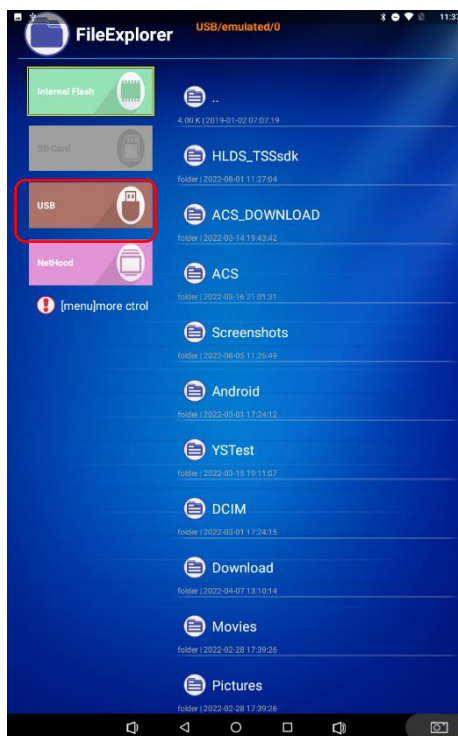 11:37
FileExplorer
USB/emulated/0
Internal Flash
SD Card
USB
NetHood
[menu]more ctrol
..
4.00 K | 2019-01-02 07:07:19
HLDS_TSSsdk
folder | 2022-08-01 11:27:04
ACS_DOWNLOAD
folder | 2022-03-14 19:43:42
ACS
folder | 2022-03-16 21:01:31
Screenshots
folder | 2022-08-05 11:26:49
Android
folder | 2022-03-01 17:24:12
YSTest
folder | 2022-03-15 19:11:07
DCIM
folder | 2022-03-01 17:24:15
Download
folder | 2022-04-07 13:10:14
Movies
folder | 2022-02-28 17:39:26
Pictures
folder | 2022-02-28 17:39:26